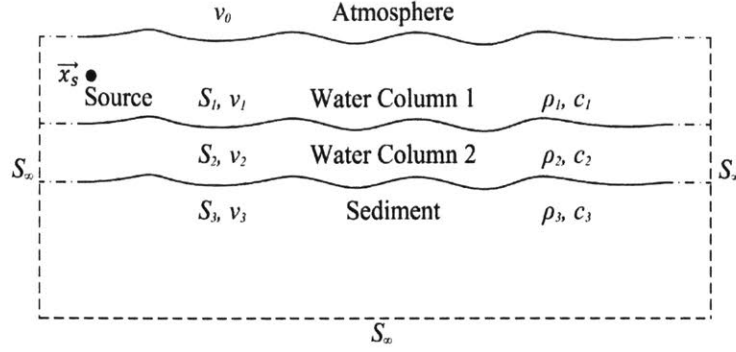 v₀ Atmosphere
x⃗ₛ
Source S₁, v₁ Water Column 1 ρ₁, c₁
S₂, v₂ Water Column 2 ρ₂, c₂
S∞ S∞
S₃, v₃ Sediment ρ₃, c₃
S∞